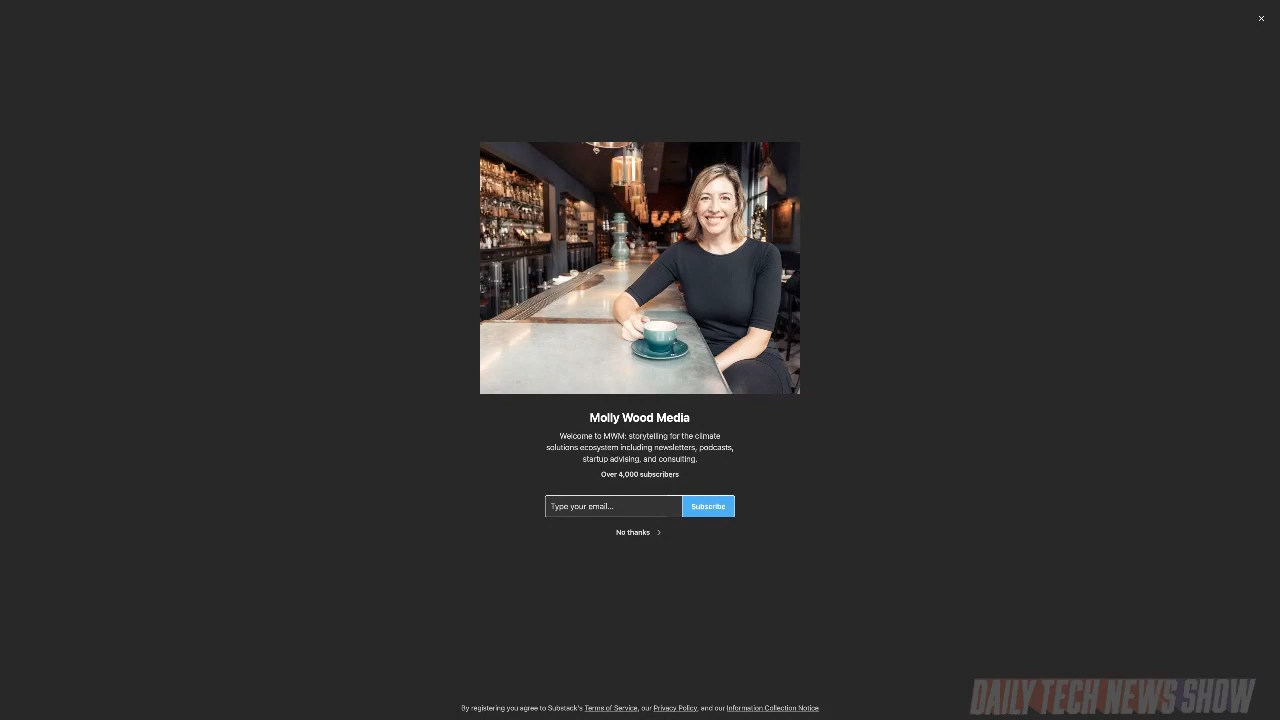 Molly Wood Media
Welcome to MWM: storytelling for the climate
solutions ecosystem including newsletters, podcasts,
startup advising, and consulting.
Over 4,000 subscribers
Type your email...
Subscribe
No thanks
By registering you agree to Substack's Terms of Service, our Privacy Policy, and our Information Collection Notice
DAILY TECH NEWS SHOW